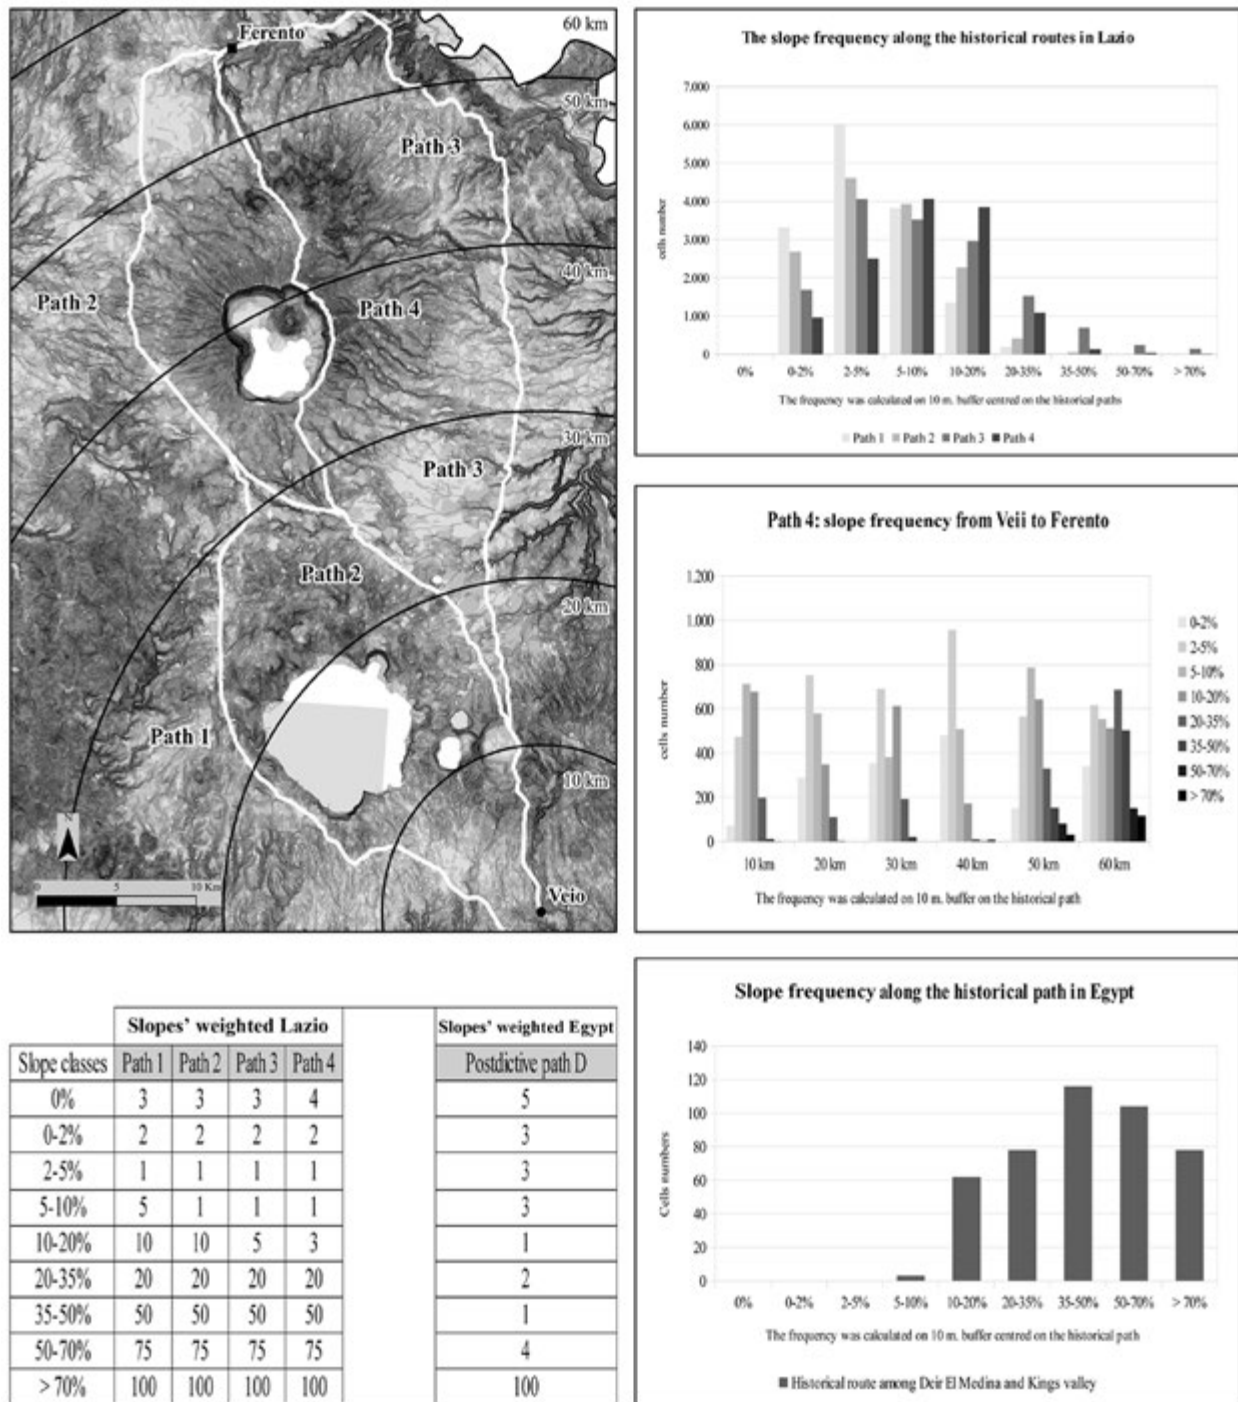 Ferento
60 km
50 km
Path 3
40 km
Path 2
Path 4
30 km
Path 3
Path 2
20 km
Path 1
10 km
N
0 5 10 Km
Veio
The slope frequency along the historical routes in Lazio
7.000
6.000
5.000
4.000
3.000
2.000
1.000
0
cells number
0% 0-2% 2-5% 5-10% 10-20% 20-35% 35-50% 50-70% > 70%
The frequency was calculated on 10 m. buffer centred on the historical paths
Path 1 Path 2 Path 3 Path 4
Path 4: slope frequency from Veii to Ferento
1.200
1.000
800
600
400
200
0
cells number
10 km 20 km 30 km 40 km 50 km 60 km
0-2%
2-5%
5-10%
10-20%
20-35%
35-50%
50-70%
> 70%
The frequency was calculated on 10 m. buffer on the historical path
Slopes' weighted Lazio Slopes' weighted Egypt
Slope classes Path 1 Path 2 Path 3 Path 4 Postdictive path D
0% 3 3 3 4 5
0-2% 2 2 2 2 3
2-5% 1 1 1 1 3
5-10% 5 1 1 1 3
10-20% 10 10 5 3 1
20-35% 20 20 20 20 2
35-50% 50 50 50 50 1
50-70% 75 75 75 75 4
> 70% 100 100 100 100 100
Slope frequency along the historical path in Egypt
140
120
100
80
60
40
20
0
Cells numbers
0% 0-2% 2-5% 5-10% 10-20% 20-35% 35-50% 50-70% > 70%
The frequency was calculated on 10 m. buffer centred on the historical path
Historical route among Deir El Medina and Kings valley